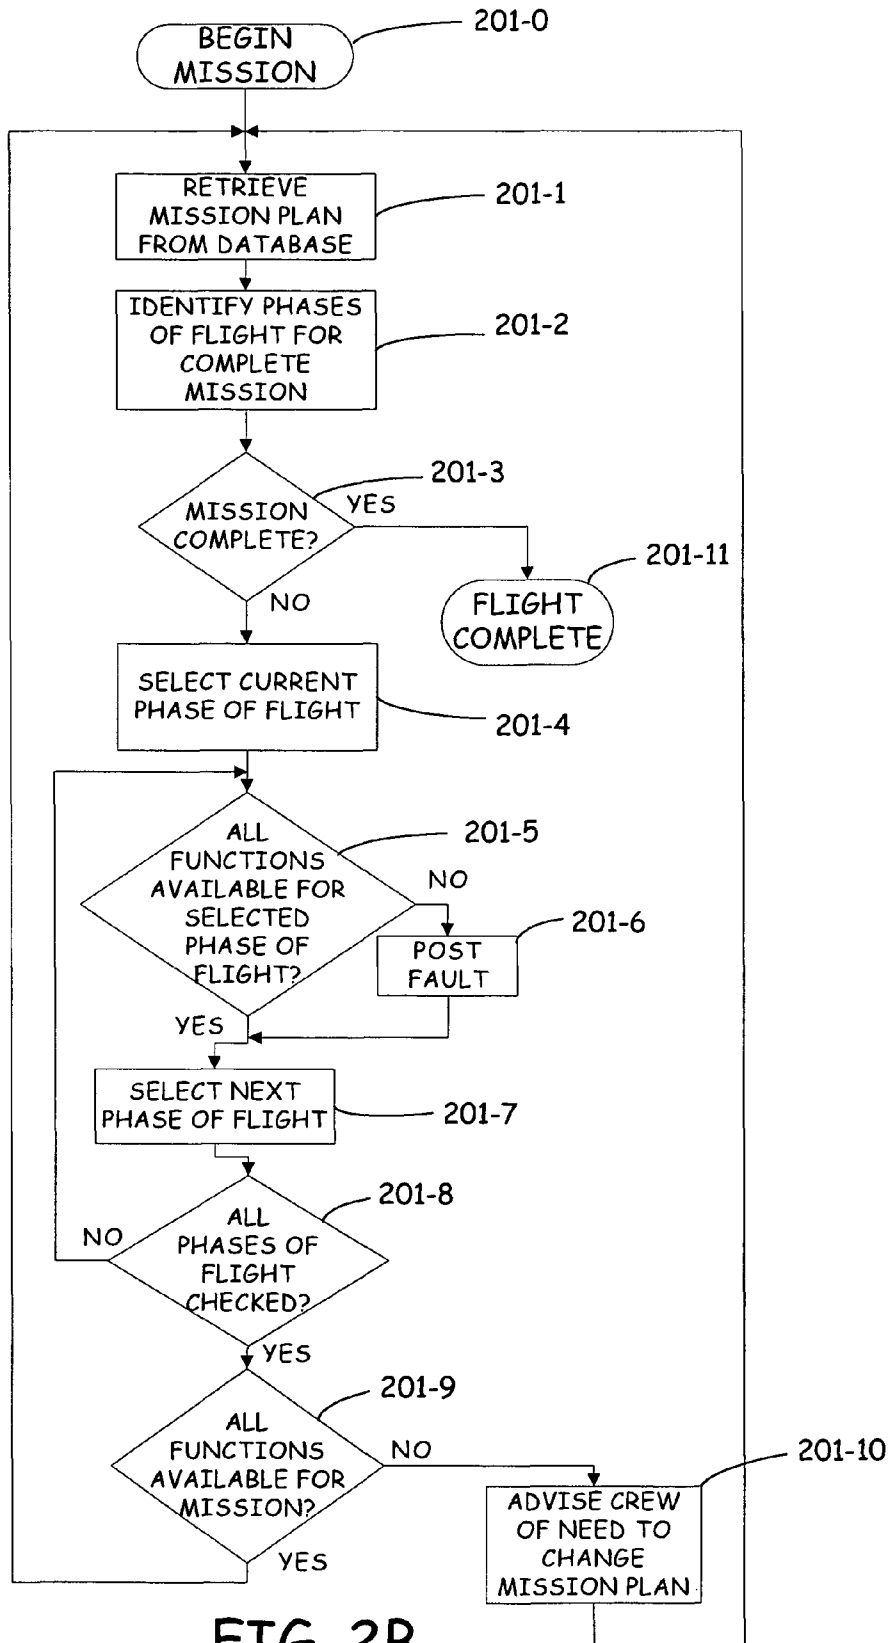 BEGIN
MISSION
201-0
RETRIEVE
MISSION PLAN
FROM DATABASE
201-1
IDENTIFY PHASES
OF FLIGHT FOR
COMPLETE
MISSION
201-2
MISSION
COMPLETE?
201-3
YES
NO
FLIGHT
COMPLETE
201-11
SELECT CURRENT
PHASE OF FLIGHT
201-4
ALL
FUNCTIONS
AVAILABLE FOR
SELECTED
PHASE OF
FLIGHT?
201-5
NO
POST
FAULT
201-6
YES
SELECT NEXT
PHASE OF FLIGHT
201-7
ALL
PHASES OF
FLIGHT
CHECKED?
201-8
NO
YES
ALL
FUNCTIONS
AVAILABLE FOR
MISSION?
201-9
NO
YES
ADVISE CREW
OF NEED TO
CHANGE
MISSION PLAN
201-10
FIG. 2B